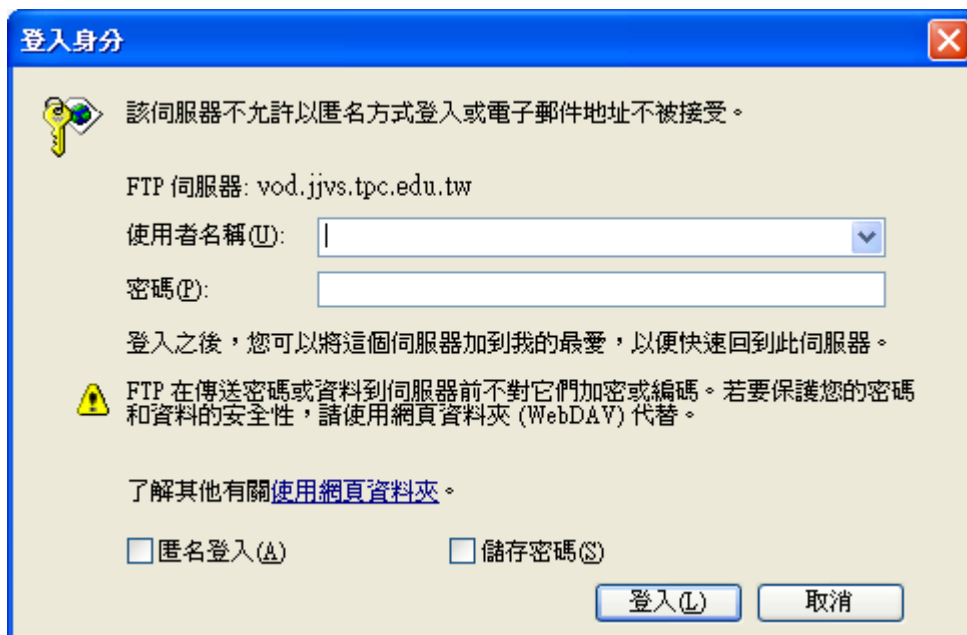 登入身分
該伺服器不允許以匿名方式登入或電子郵件地址不被接受。
FTP 伺服器: vod.jjvs.tpc.edu.tw
使用者名稱(U):
密碼(P):
登入之後，您可以將這個伺服器加到我的最愛，以便快速回到此伺服器。
FTP 在傳送密碼或資料到伺服器前不對它們加密或編碼。若要保護您的密碼
和資料的安全性，請使用網頁資料夾 (WebDAV) 代替。
了解其他有關使用網頁資料夾。
匿名登入(A) 儲存密碼(S)
登入(L) 取消